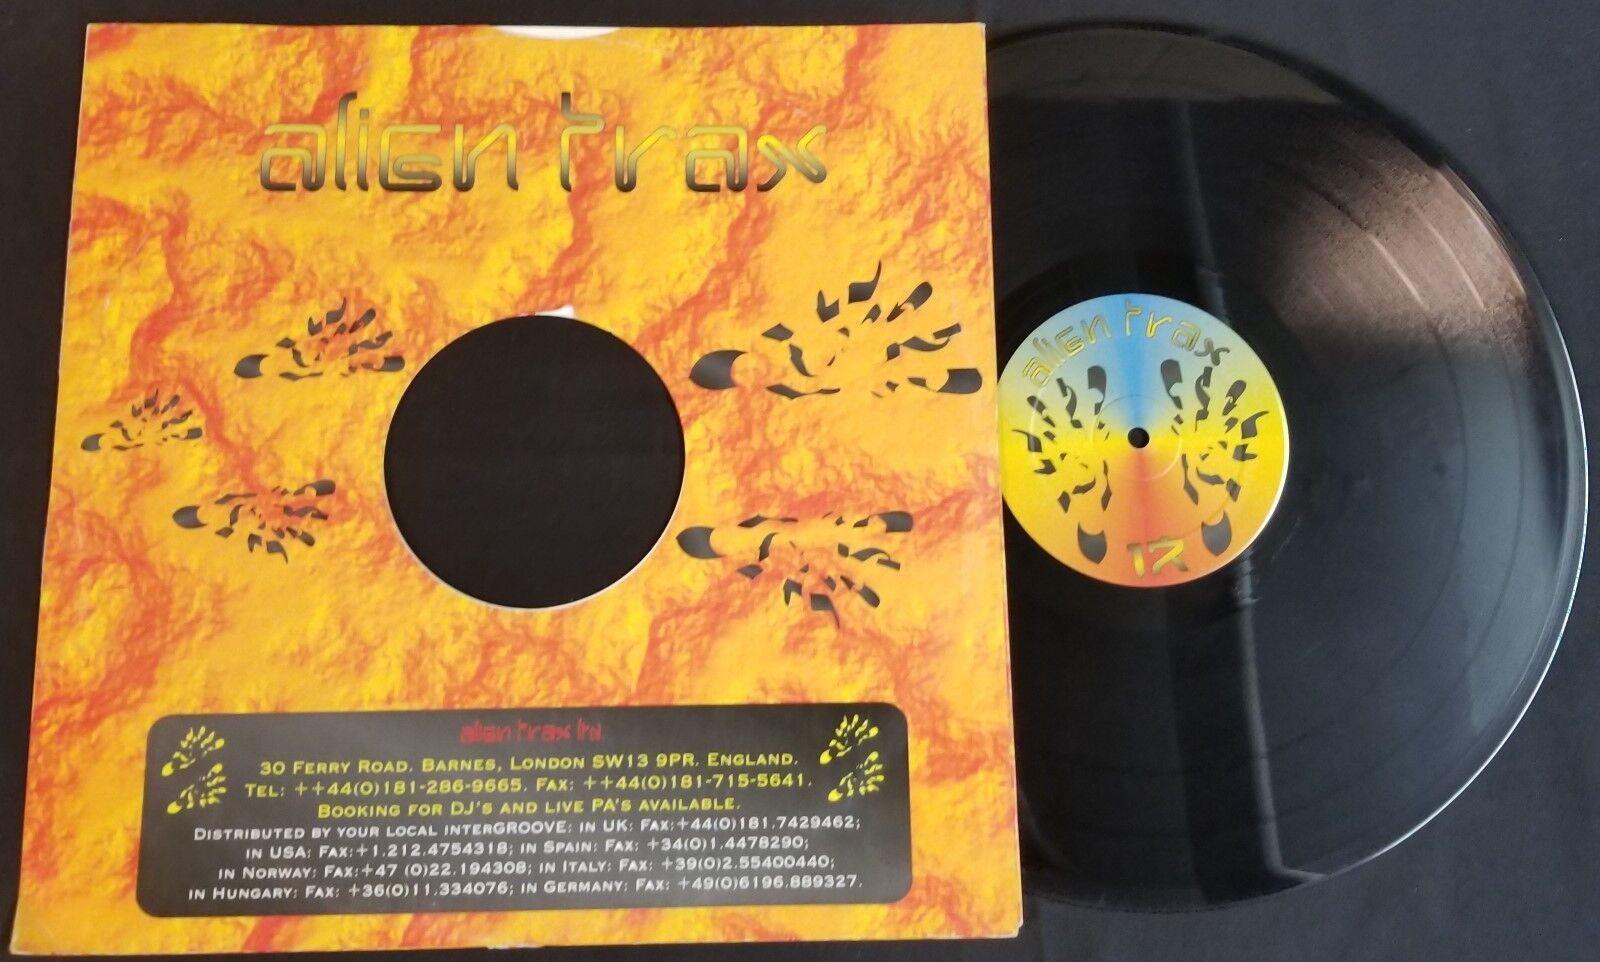 alien trax
alien trax ltd.
30 Ferry Road, Barnes, London SW13 9PR, England.
Tel: ++44(0)181-286-9665. Fax: ++44(0)181-715-5641.
Booking for DJ's and live PA's available.
Distributed by your local interGroove: in UK: Fax:+44(0)181.7429462;
in USA: Fax:+1.212.4754318; in Spain: Fax: +34(0)1.4478290;
in Norway: Fax:+47 (0)22.194308; in Italy: Fax: +39(0)2.55400440;
in Hungary: Fax: +36(0)11.334076; in Germany: Fax: +49(0)6196.889327.
alien trax